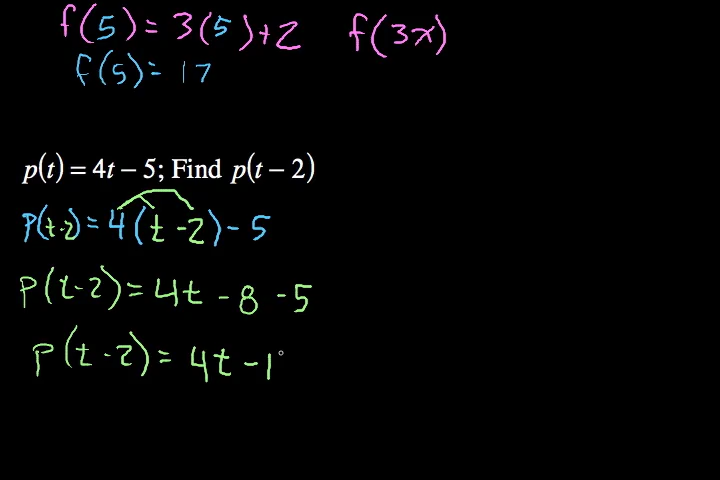 f(5) = 3(5)+2 f(3x)
f(5) = 17
p(t) = 4t – 5; Find p(t – 2)
P(t-2) = 4(t-2) - 5
P(t-2) = 4t - 8 - 5
P(t-2) = 4t - 1